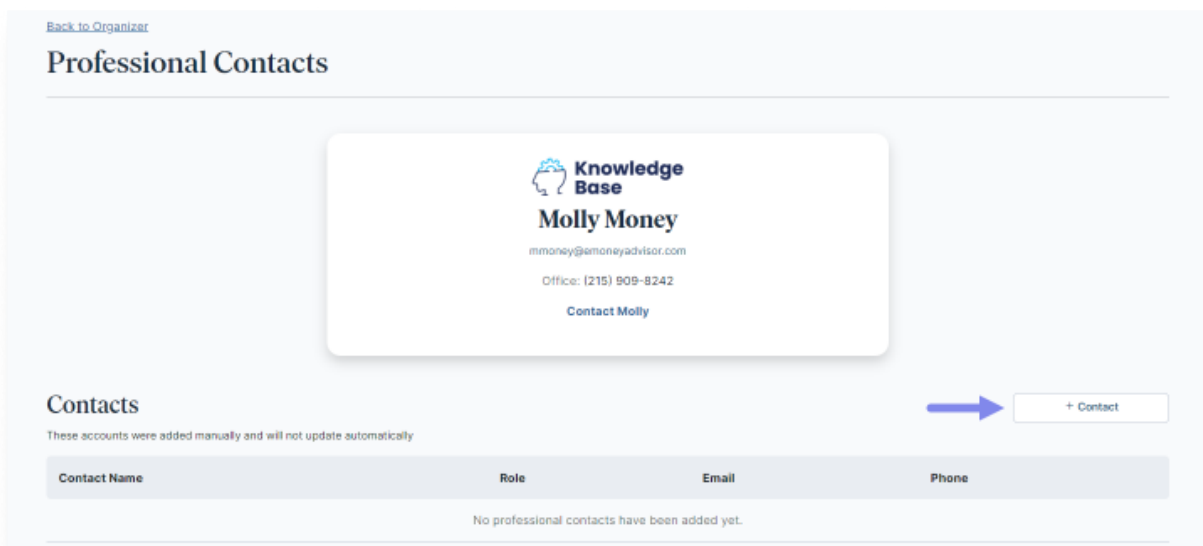 Back to Organizer
Professional Contacts
Knowledge
Base
Molly Money
mmoney@emoneyadvisor.com
Office: (215) 909-8242
Contact Molly
Contacts
+ Contact
These accounts were added manually and will not update automatically
Contact Name Role Email Phone
No professional contacts have been added yet.